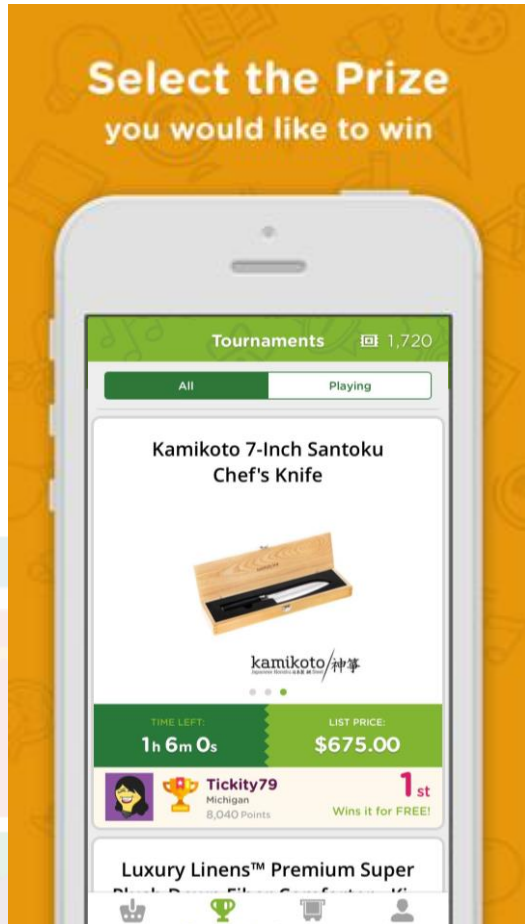 Select the Prize
you would like to win
Tournaments 1,720
All Playing
Kamikoto 7-Inch Santoku
Chef's Knife
kamikoto/神箏
TIME LEFT: LIST PRICE:
1h 6m 0s $675.00
Tickity79 1st
Michigan
8,040 Points Wins it for FREE!
Luxury Linens™ Premium Super